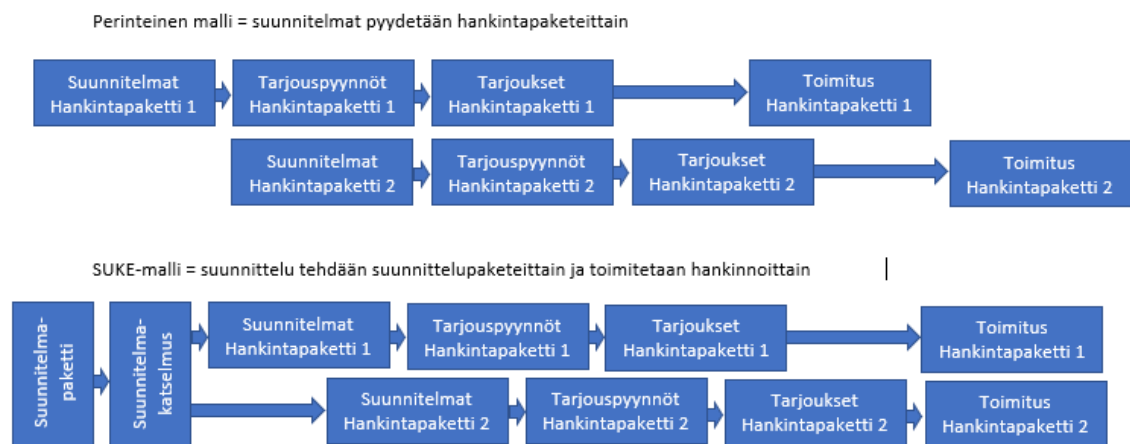 Perinteinen malli = suunnitelmat pyydetään hankintapaketeittain
Suunnitelmat
Hankintapaketti 1
Tarjouspyynnöt
Hankintapaketti 1
Tarjoukset
Hankintapaketti 1
Toimitus
Hankintapaketti 1
Suunnitelmat
Hankintapaketti 2
Tarjouspyynnöt
Hankintapaketti 2
Tarjoukset
Hankintapaketti 2
Toimitus
Hankintapaketti 2
SUKE-malli = suunnittelu tehdään suunnittelupaketeittain ja toimitetaan hankinnoittain
Suunnitelma-
paketti
Suunnitelma-
katselmus
Suunnitelmat
Hankintapaketti 1
Tarjouspyynnöt
Hankintapaketti 1
Tarjoukset
Hankintapaketti 1
Toimitus
Hankintapaketti 1
Suunnitelmat
Hankintapaketti 2
Tarjouspyynnöt
Hankintapaketti 2
Tarjoukset
Hankintapaketti 2
Toimitus
Hankintapaketti 2